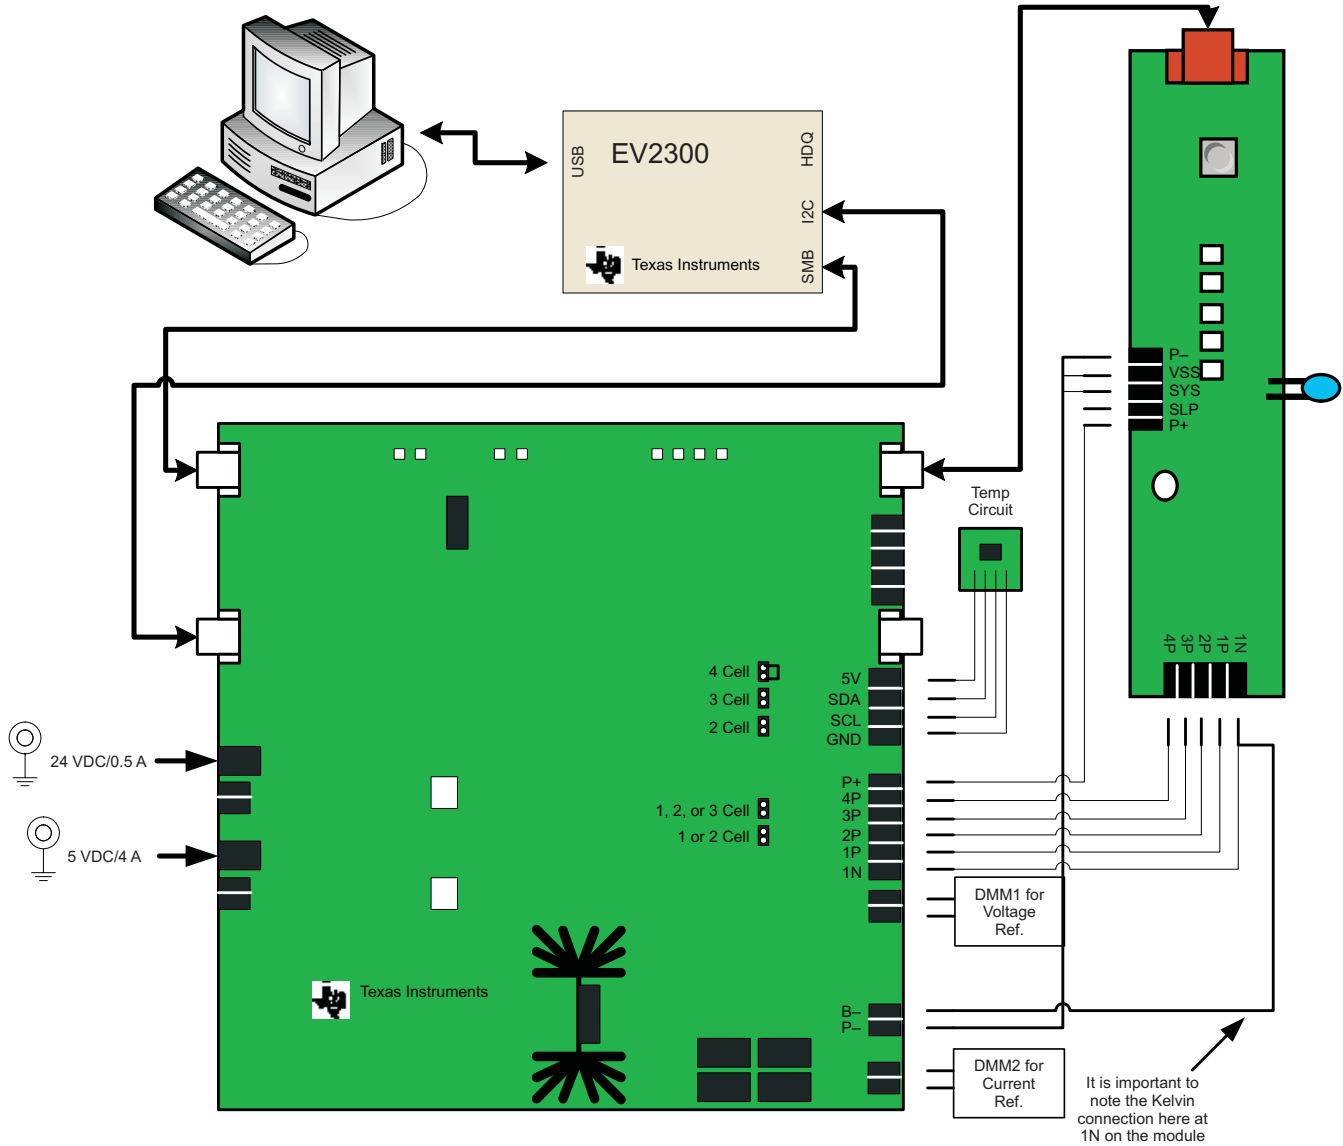 USB
EV2300
HDQ
I2C
SMB
Texas Instruments
P–
VSS
SYS
SLP
P+
Temp
Circuit
4P
3P
2P
1P
1N
4 Cell
3 Cell
2 Cell
5V
SDA
SCL
GND
24 VDC/0.5 A
5 VDC/4 A
1, 2, or 3 Cell
1 or 2 Cell
P+
4P
3P
2P
1P
1N
DMM1 for
Voltage
Ref.
Texas Instruments
B–
P–
DMM2 for
Current
Ref.
It is important to
note the Kelvin
connection here at
1N on the module